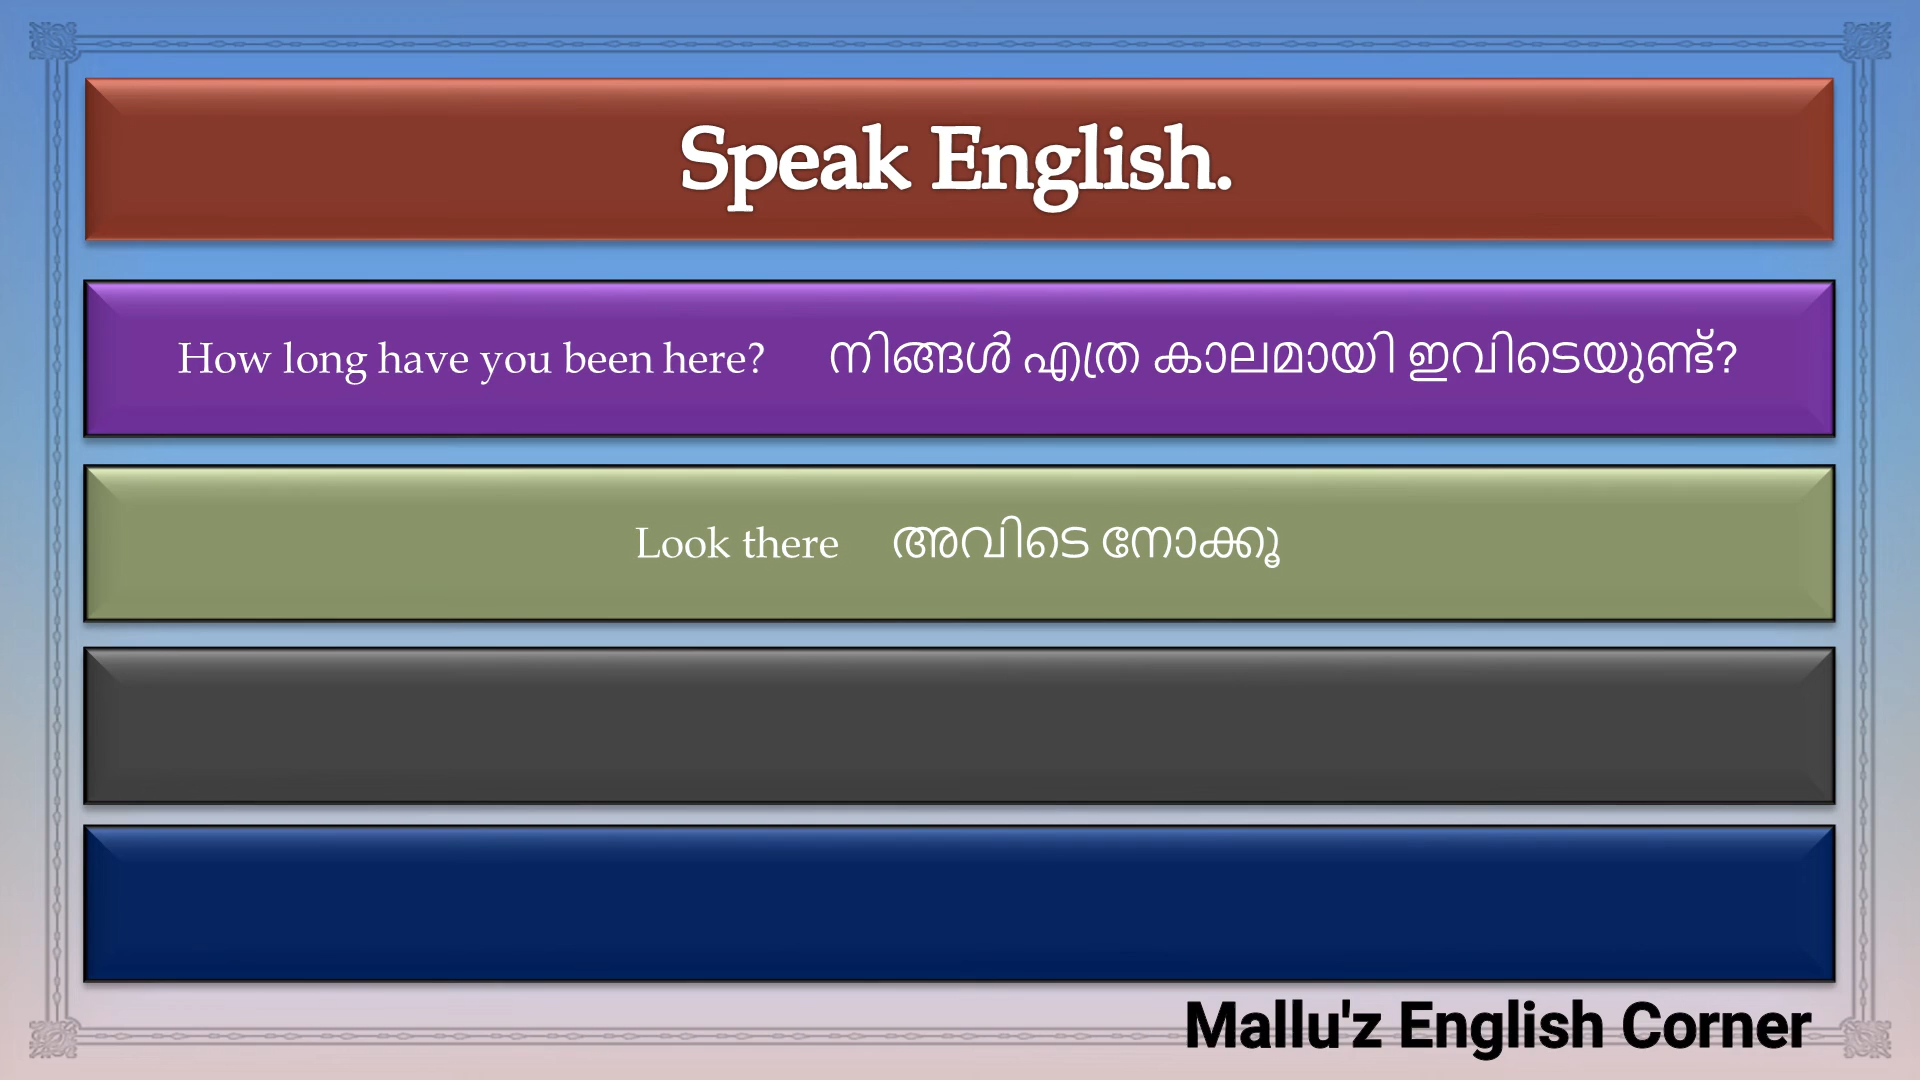 Speak English.
How long have you been here? നിങ്ങൾ എത്ര കാലമായി ഇവിടെയുണ്ട്?
Look there അവിടെ നോക്കൂ
Mallu'z English Corner